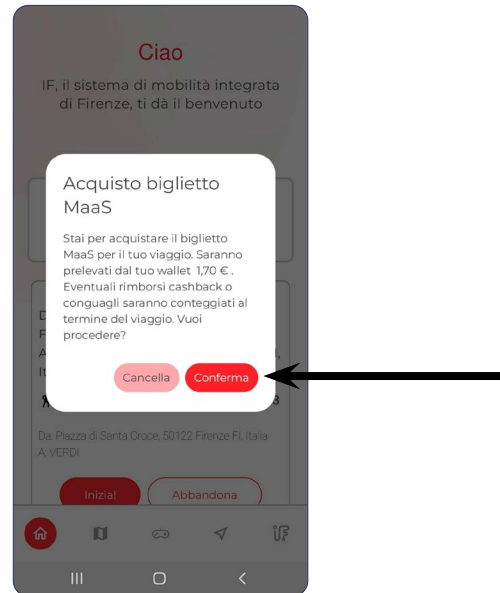 Ciao
IF, il sistema di mobilità integrata
di Firenze, ti dà il benvenuto
Acquisto biglietto
MaaS
Stai per acquistare il biglietto
MaaS per il tuo viaggio. Saranno
prelevati dal tuo wallet 1,70 € .
Eventuali rimborsi cashback o
conguagli saranno conteggiati al
termine del viaggio. Vuoi
procedere?
Cancella Conferma
Da: Piazza di Santa Croce, 50122 Firenze FI, Italia
A: VERDI
Inizia! Abbandona
iF